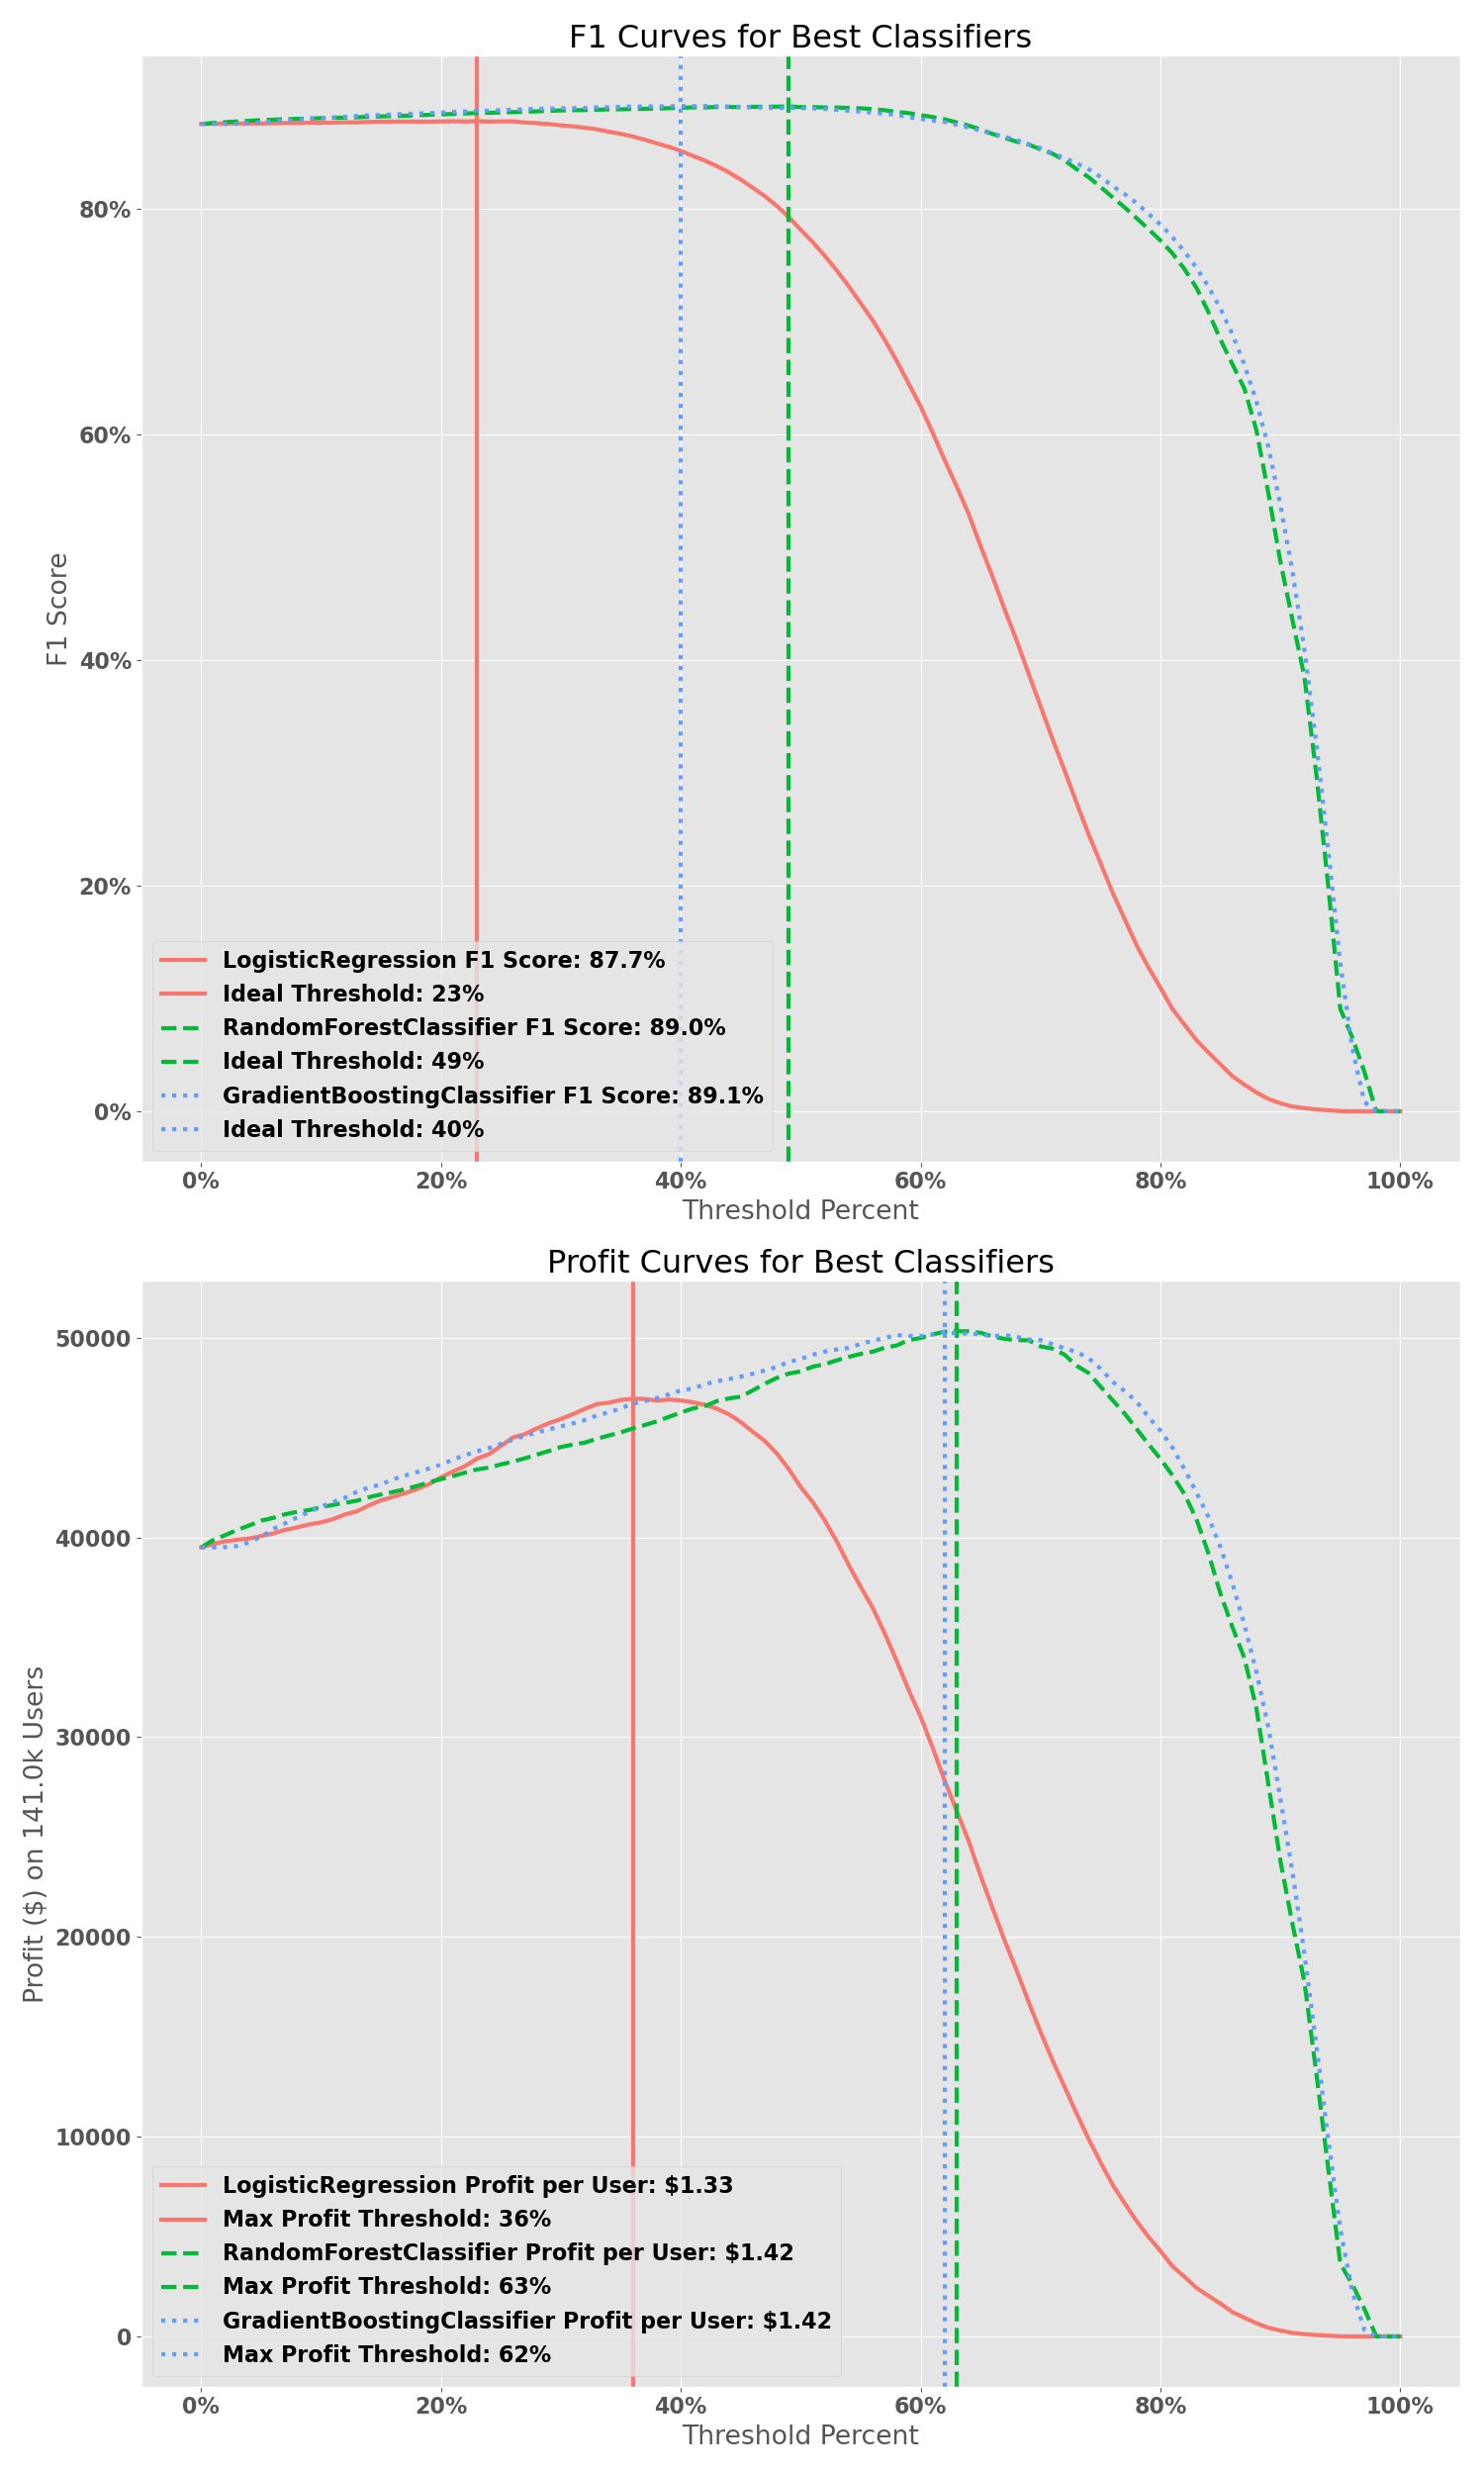 F1 Curves for Best Classifiers
80%
60%
40%
20%
0%
F1 Score
LogisticRegression F1 Score: 87.7%
Ideal Threshold: 23%
RandomForestClassifier F1 Score: 89.0%
Ideal Threshold: 49%
GradientBoostingClassifier F1 Score: 89.1%
Ideal Threshold: 40%
0% 20% 40% 60% 80% 100%
Threshold Percent
Profit Curves for Best Classifiers
50000
40000
30000
20000
10000
0
Profit ($) on 141.0k Users
LogisticRegression Profit per User: $1.33
Max Profit Threshold: 36%
RandomForestClassifier Profit per User: $1.42
Max Profit Threshold: 63%
GradientBoostingClassifier Profit per User: $1.42
Max Profit Threshold: 62%
0% 20% 40% 60% 80% 100%
Threshold Percent